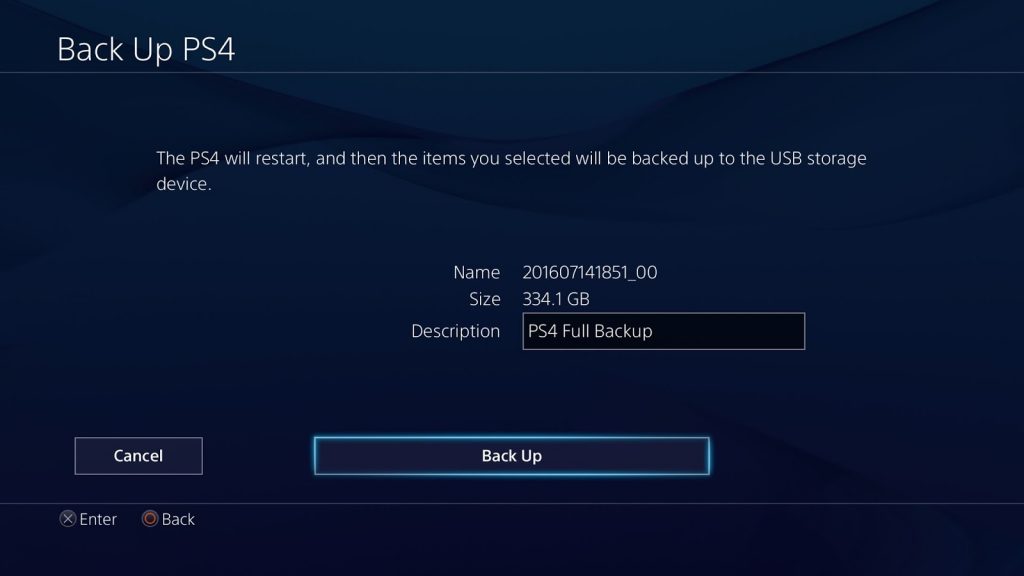 Back Up PS4
The PS4 will restart, and then the items you selected will be backed up to the USB storage
device.
Name 201607141851_00
Size 334.1 GB
Description PS4 Full Backup
Cancel Back Up
Enter Back